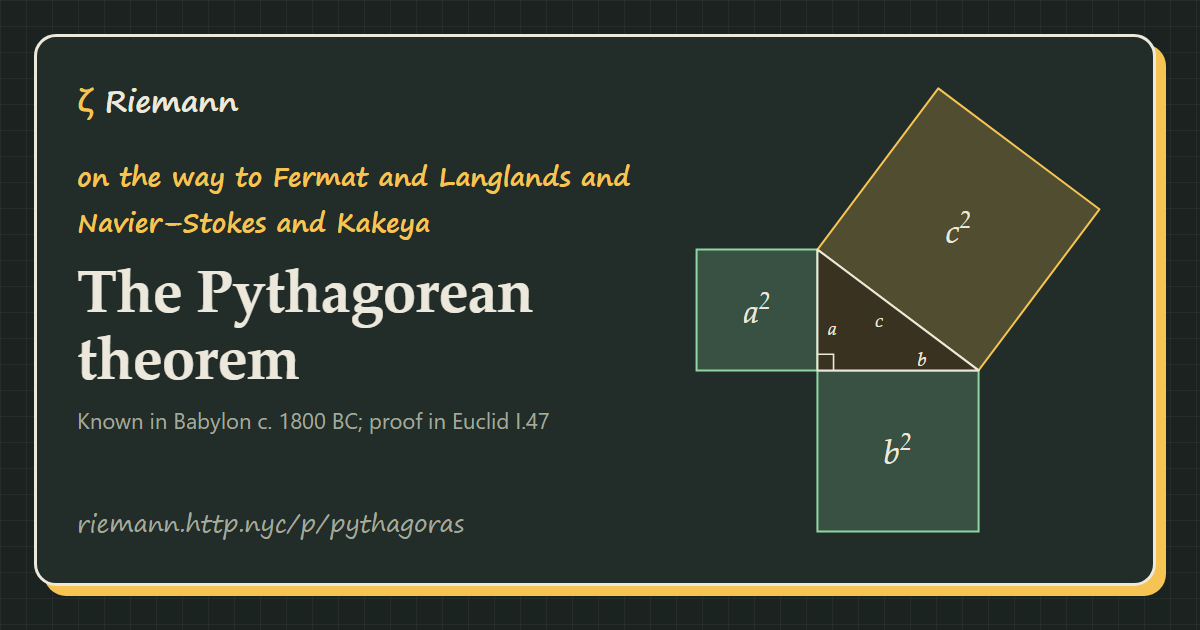 ζ Riemann
on the way to Fermat and Langlands and
Navier–Stokes and Kakeya
The Pythagorean
theorem
Known in Babylon c. 1800 BC; proof in Euclid I.47
riemann.http.nyc/p/pythagoras
c²
a²
a
c
b
b²